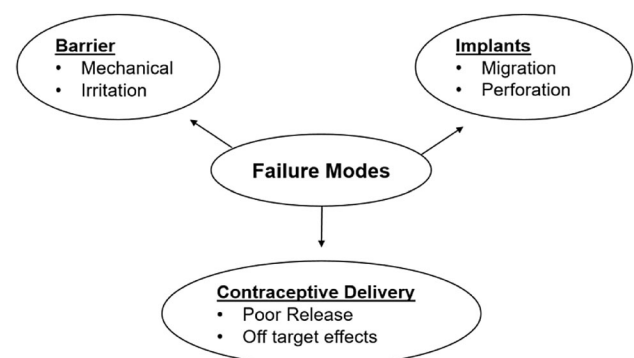 Barrier
• Mechanical
• Irritation
Implants
• Migration
• Perforation
Failure Modes
Contraceptive Delivery
• Poor Release
• Off target effects